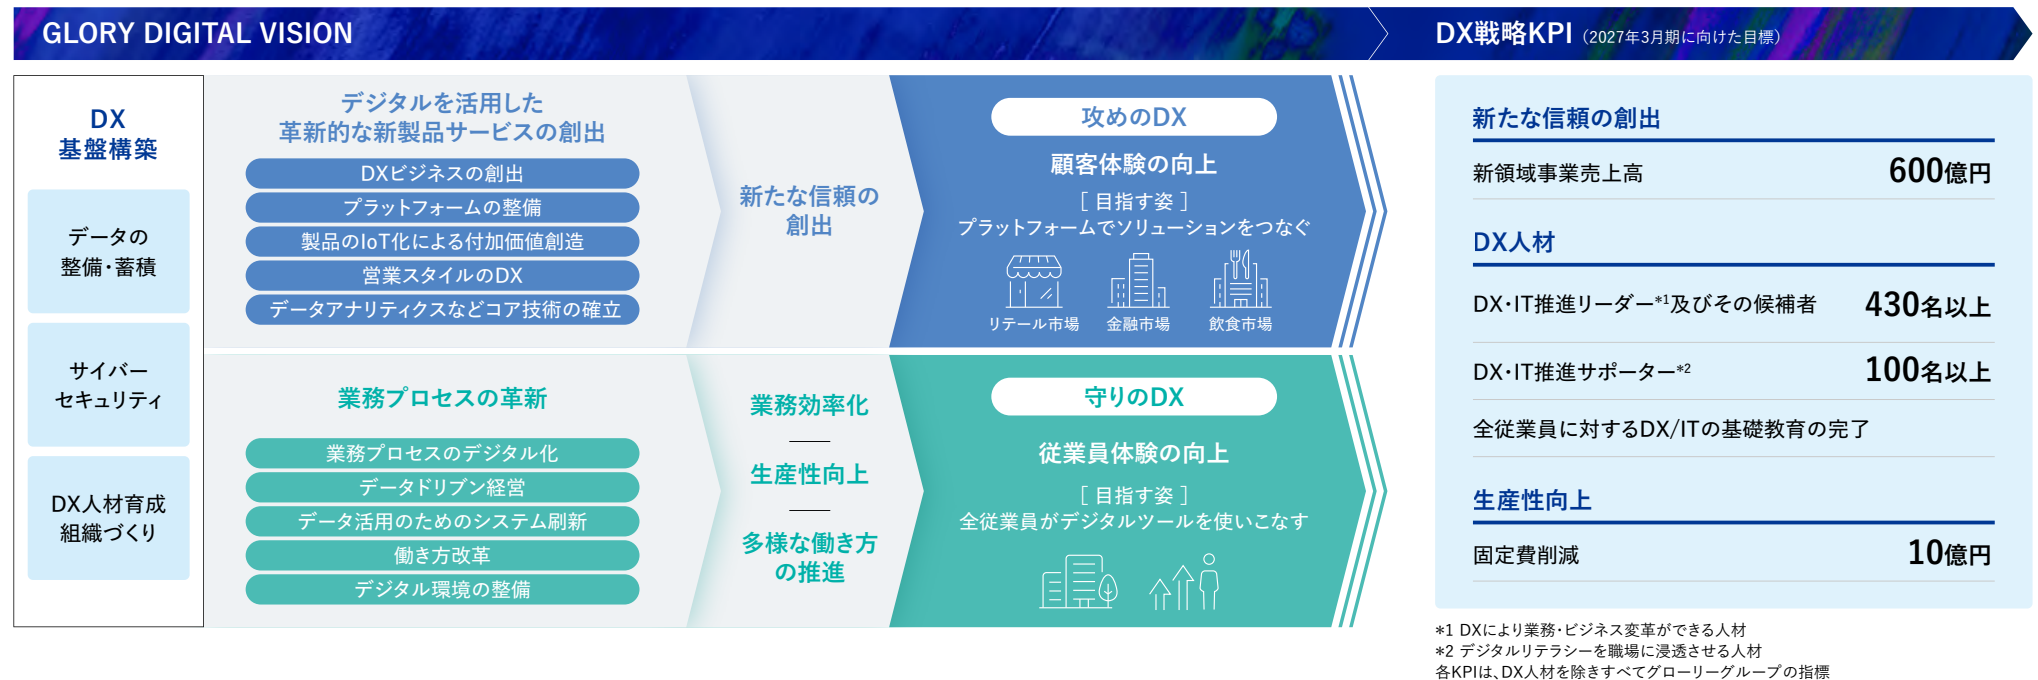 GLORY DIGITAL VISION
DX戦略KPI（2027年3月期に向けた目標）
DX
基盤構築
データの
整備・蓄積
サイバー
セキュリティ
DX人材育成
組織づくり
デジタルを活用した
革新的な新製品サービスの創出
DXビジネスの創出
プラットフォームの整備
製品のIoT化による付加価値創造
営業スタイルのDX
データアナリティクスなどコア技術の確立
新たな信頼の
創出
攻めのDX
顧客体験の向上
［ 目指す姿 ］
プラットフォームでソリューションをつなぐ
リテール市場
金融市場
飲食市場
業務プロセスの革新
業務プロセスのデジタル化
データドリブン経営
データ活用のためのシステム刷新
働き方改革
デジタル環境の整備
業務効率化
生産性向上
多様な働き方
の推進
守りのDX
従業員体験の向上
［ 目指す姿 ］
全従業員がデジタルツールを使いこなす
新たな信頼の創出
新領域事業売上高 600億円
DX人材
DX・IT推進リーダー*1及びその候補者 430名以上
DX・IT推進サポーター*2 100名以上
全従業員に対するDX/ITの基礎教育の完了
生産性向上
固定費削減 10億円
*1 DXにより業務・ビジネス変革ができる人材
*2 デジタルリテラシーを職場に浸透させる人材
各KPIは、DX人材を除きすべてグローリーグループの指標